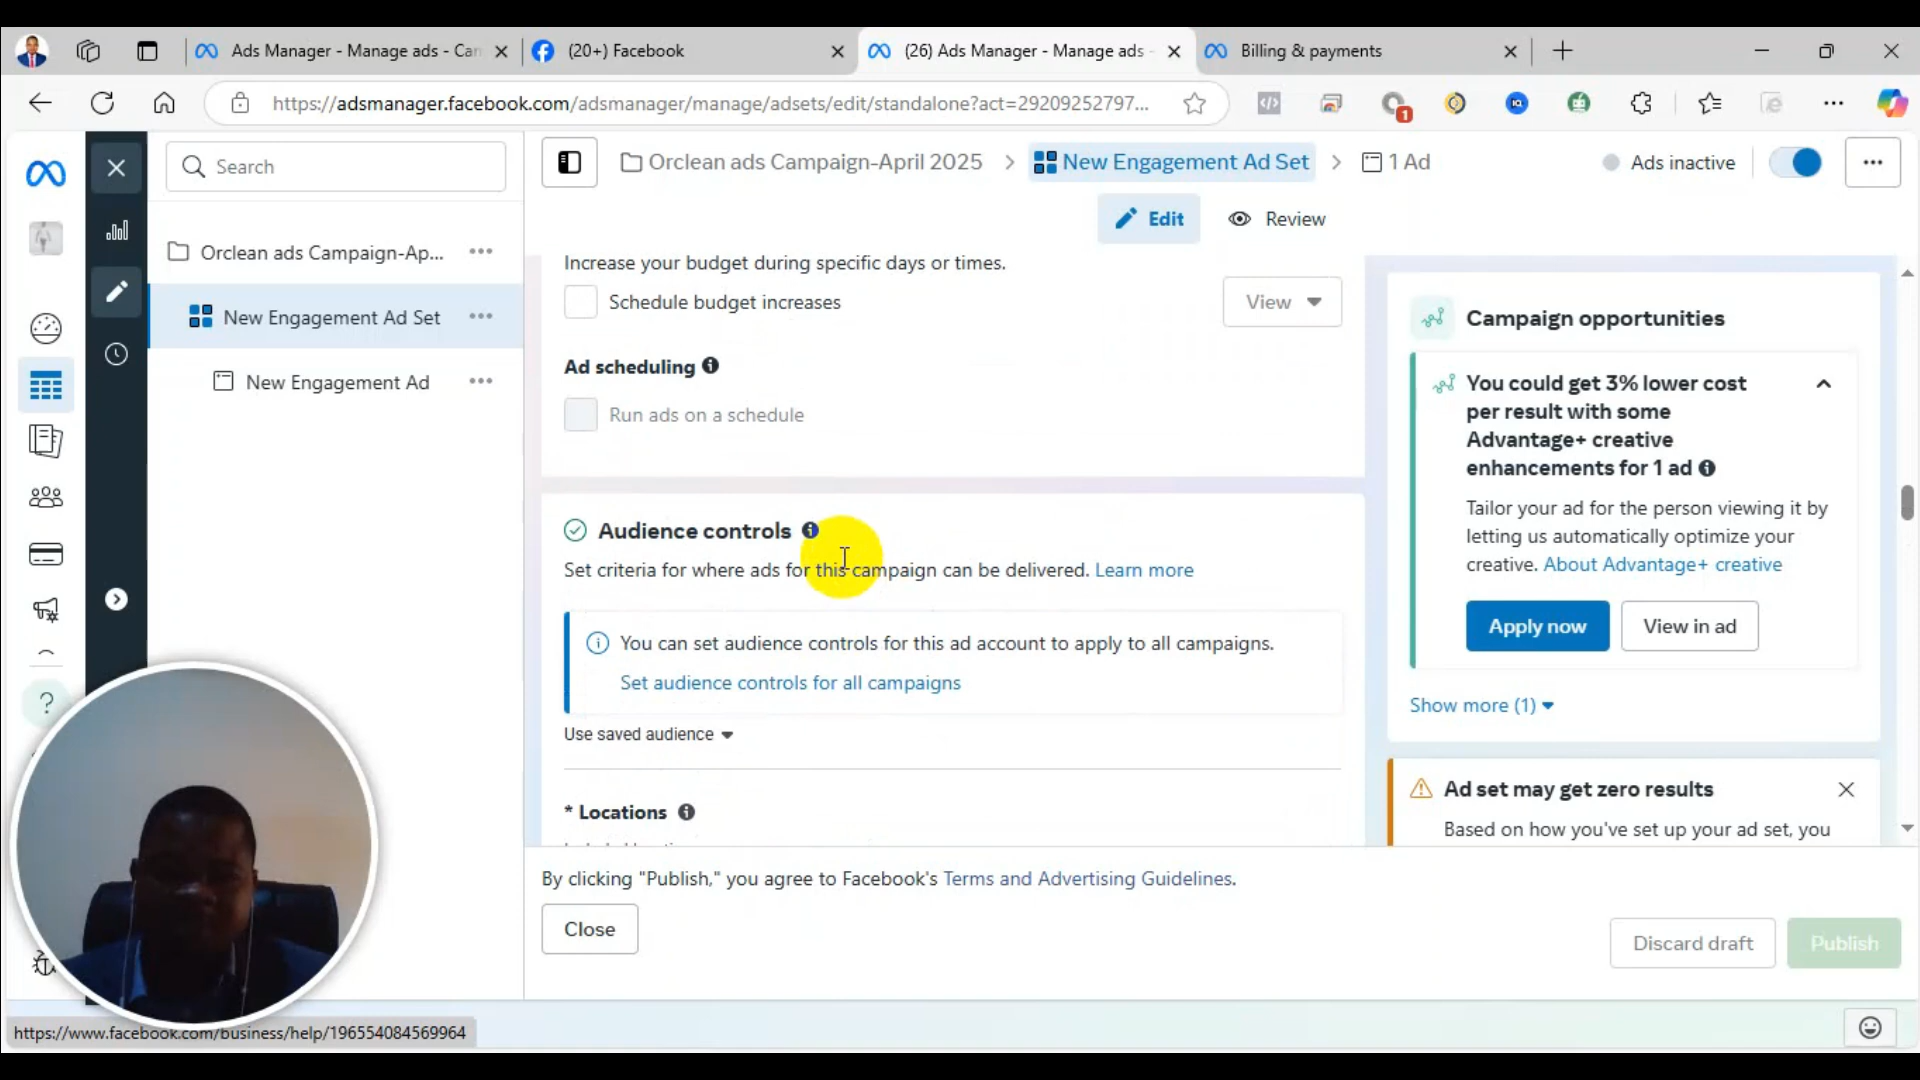 Ads Manager - Manage ads - Can
(20+) Facebook
(26) Ads Manager - Manage ads -
Billing & payments
https://adsmanager.facebook.com/adsmanager/manage/adsets/edit/standalone?act=29209252797...
1
Search
Orclean ads Campaign-April 2025
New Engagement Ad Set
1 Ad
Ads inactive
Edit
Review
Orclean ads Campaign-Ap...
New Engagement Ad Set
New Engagement Ad
Increase your budget during specific days or times.
Schedule budget increases
View
Ad scheduling
Run ads on a schedule
Audience controls
Set criteria for where ads for this campaign can be delivered. Learn more
You can set audience controls for this ad account to apply to all campaigns.
Set audience controls for all campaigns
Use saved audience
* Locations
Campaign opportunities
You could get 3% lower cost
per result with some
Advantage+ creative
enhancements for 1 ad
Tailor your ad for the person viewing it by
letting us automatically optimize your
creative. About Advantage+ creative
Apply now
View in ad
Show more (1)
Ad set may get zero results
Based on how you've set up your ad set, you
By clicking "Publish," you agree to Facebook's Terms and Advertising Guidelines.
Close
Discard draft
Publish
https://www.facebook.com/business/help/196554084569964